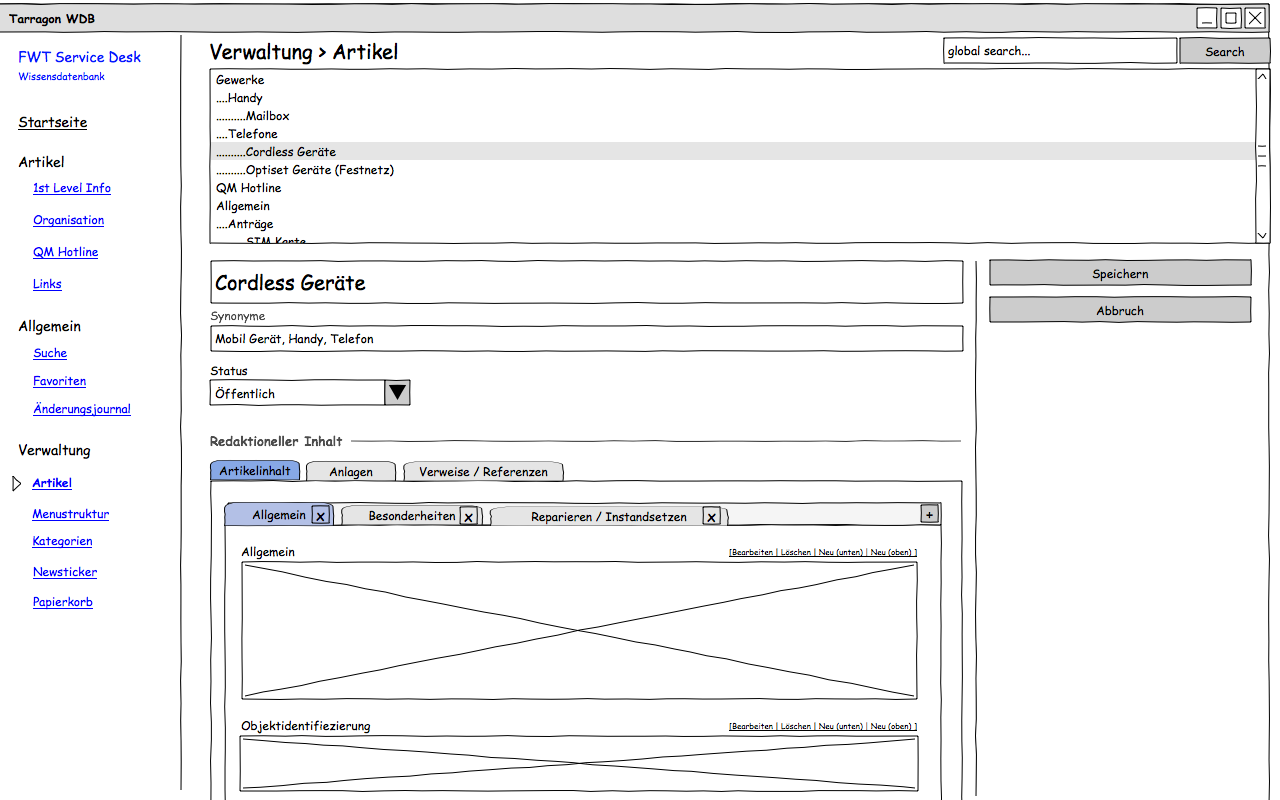 Tarragon WDB
FWT Service Desk
Wissensdatenbank
Startseite
Artikel
1st Level Info
Organisation
QM Hotline
Links
Allgemein
Suche
Favoriten
Änderungsjournal
Verwaltung
Artikel
Menustruktur
Kategorien
Newsticker
Papierkorb
Verwaltung > Artikel
global search...
Search
Gewerke
....Handy
..........Mailbox
....Telefone
..........Cordless Geräte
..........Optiset Geräte (Festnetz)
QM Hotline
Allgemein
....Anträge
..........SIM Karte
Cordless Geräte
Synonyme
Mobil Gerät, Handy, Telefon
Status
Öffentlich
Speichern
Abbruch
Redaktioneller Inhalt
Artikelinhalt Anlagen Verweise / Referenzen
Allgemein x Besonderheiten x Reparieren / Instandsetzen x +
Allgemein [Bearbeiten | Löschen | Neu (unten) | Neu (oben) ]
Objektidentifiezierung [Bearbeiten | Löschen | Neu (unten) | Neu (oben) ]